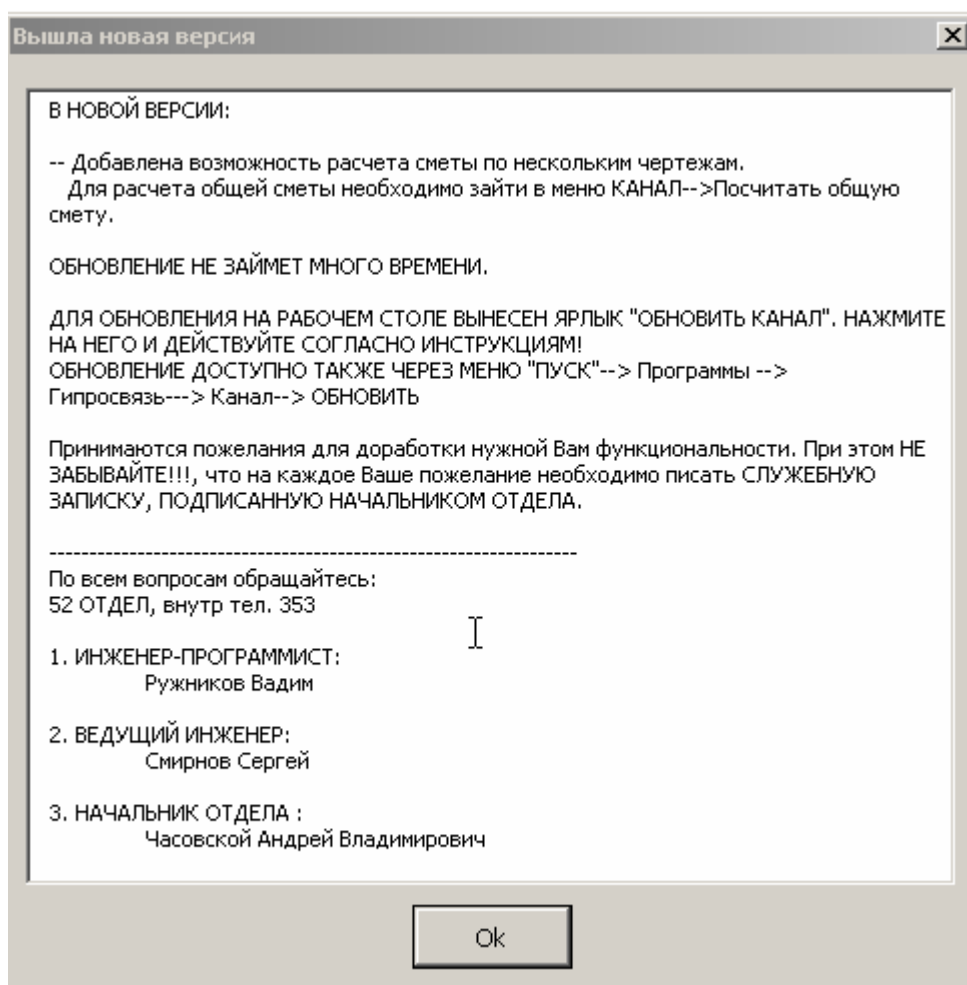 Вышла новая версия
В НОВОЙ ВЕРСИИ:
-- Добавлена возможность расчета сметы по нескольким чертежам.
Для расчета общей сметы необходимо зайти в меню КАНАЛ-->Посчитать общую
смету.
ОБНОВЛЕНИЕ НЕ ЗАЙМЕТ МНОГО ВРЕМЕНИ.
ДЛЯ ОБНОВЛЕНИЯ НА РАБОЧЕМ СТОЛЕ ВЫНЕСЕН ЯРЛЫК "ОБНОВИТЬ КАНАЛ". НАЖМИТЕ
НА НЕГО И ДЕЙСТВУЙТЕ СОГЛАСНО ИНСТРУКЦИЯМ!
ОБНОВЛЕНИЕ ДОСТУПНО ТАКЖЕ ЧЕРЕЗ МЕНЮ "ПУСК"--> Программы -->
Гипросвязь---> Канал--> ОБНОВИТЬ
Принимаются пожелания для доработки нужной Вам функциональности. При этом НЕ
ЗАБЫВАЙТЕ!!!, что на каждое Ваше пожелание необходимо писать СЛУЖЕБНУЮ
ЗАПИСКУ, ПОДПИСАННУЮ НАЧАЛЬНИКОМ ОТДЕЛА.
------------------------------------------------------------------
По всем вопросам обращайтесь:
52 ОТДЕЛ, внутр тел. 353
1. ИНЖЕНЕР-ПРОГРАММИСТ:
Ружников Вадим
2. ВЕДУЩИЙ ИНЖЕНЕР:
Смирнов Сергей
3. НАЧАЛЬНИК ОТДЕЛА :
Часовской Андрей Владимирович
Ok